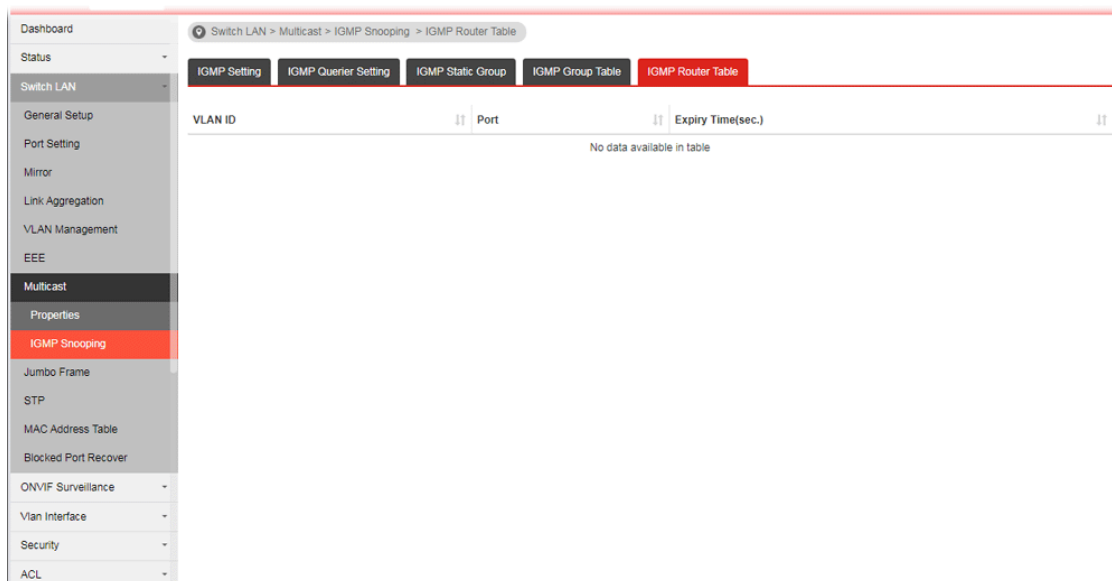 Dashboard
Status
Switch LAN
General Setup
Port Setting
Mirror
Link Aggregation
VLAN Management
EEE
Multicast
Properties
IGMP Snooping
Jumbo Frame
STP
MAC Address Table
Blocked Port Recover
ONVIF Surveillance
Vlan Interface
Security
ACL
Switch LAN > Multicast > IGMP Snooping > IGMP Router Table
IGMP Setting IGMP Querier Setting IGMP Static Group IGMP Group Table IGMP Router Table
VLAN ID Port Expiry Time(sec.)
No data available in table